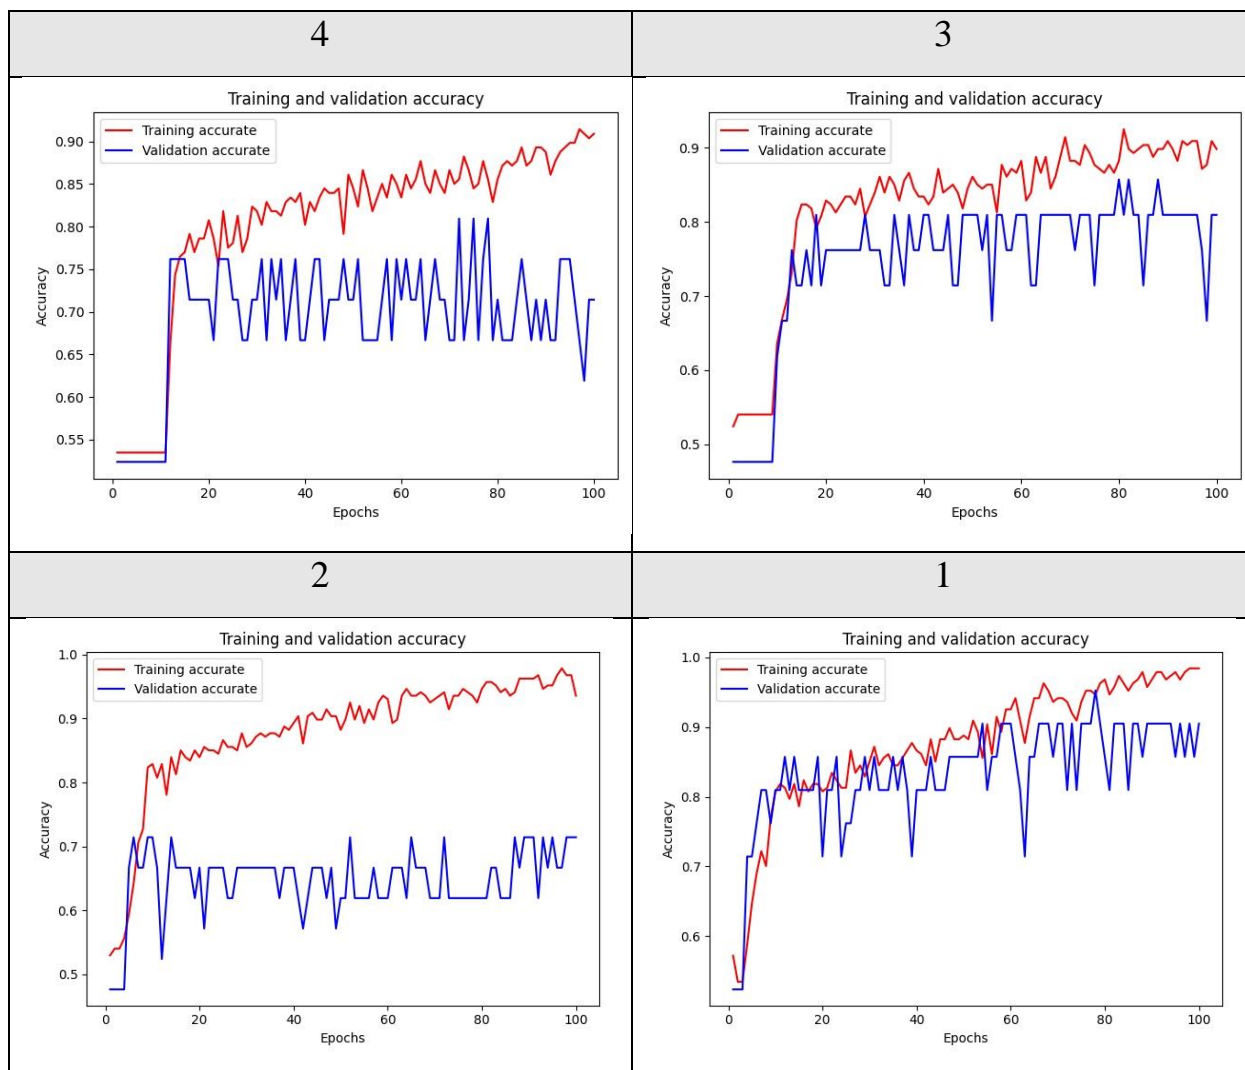 4
3
Training and validation accuracy
Training accurate
Validation accurate
0.90
0.85
0.80
0.75
0.70
0.65
0.60
0.55
Accuracy
0 20 40 60 80 100
Epochs
Training and validation accuracy
Training accurate
Validation accurate
0.9
0.8
0.7
0.6
0.5
Accuracy
0 20 40 60 80 100
Epochs
2
1
Training and validation accuracy
Training accurate
Validation accurate
1.0
0.9
0.8
0.7
0.6
0.5
Accuracy
0 20 40 60 80 100
Epochs
Training and validation accuracy
Training accurate
Validation accurate
1.0
0.9
0.8
0.7
0.6
Accuracy
0 20 40 60 80 100
Epochs